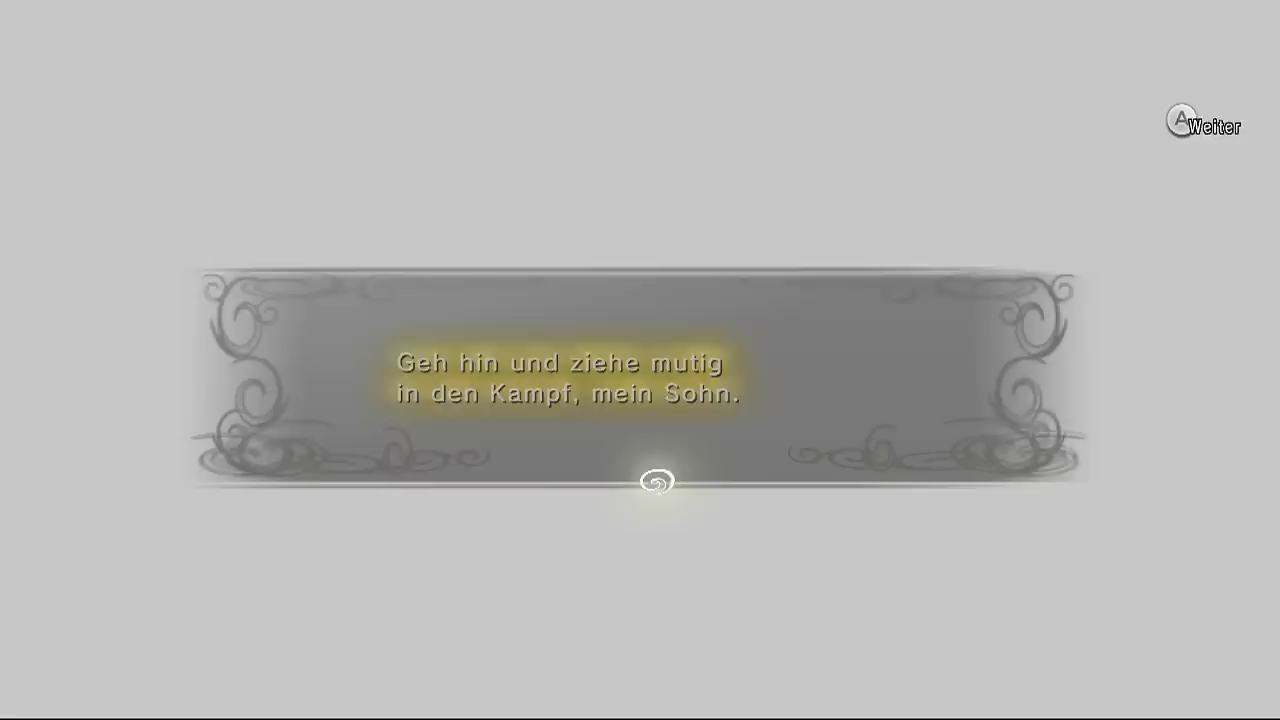 A Weiter
Geh hin und ziehe mutig
in den Kampf, mein Sohn.